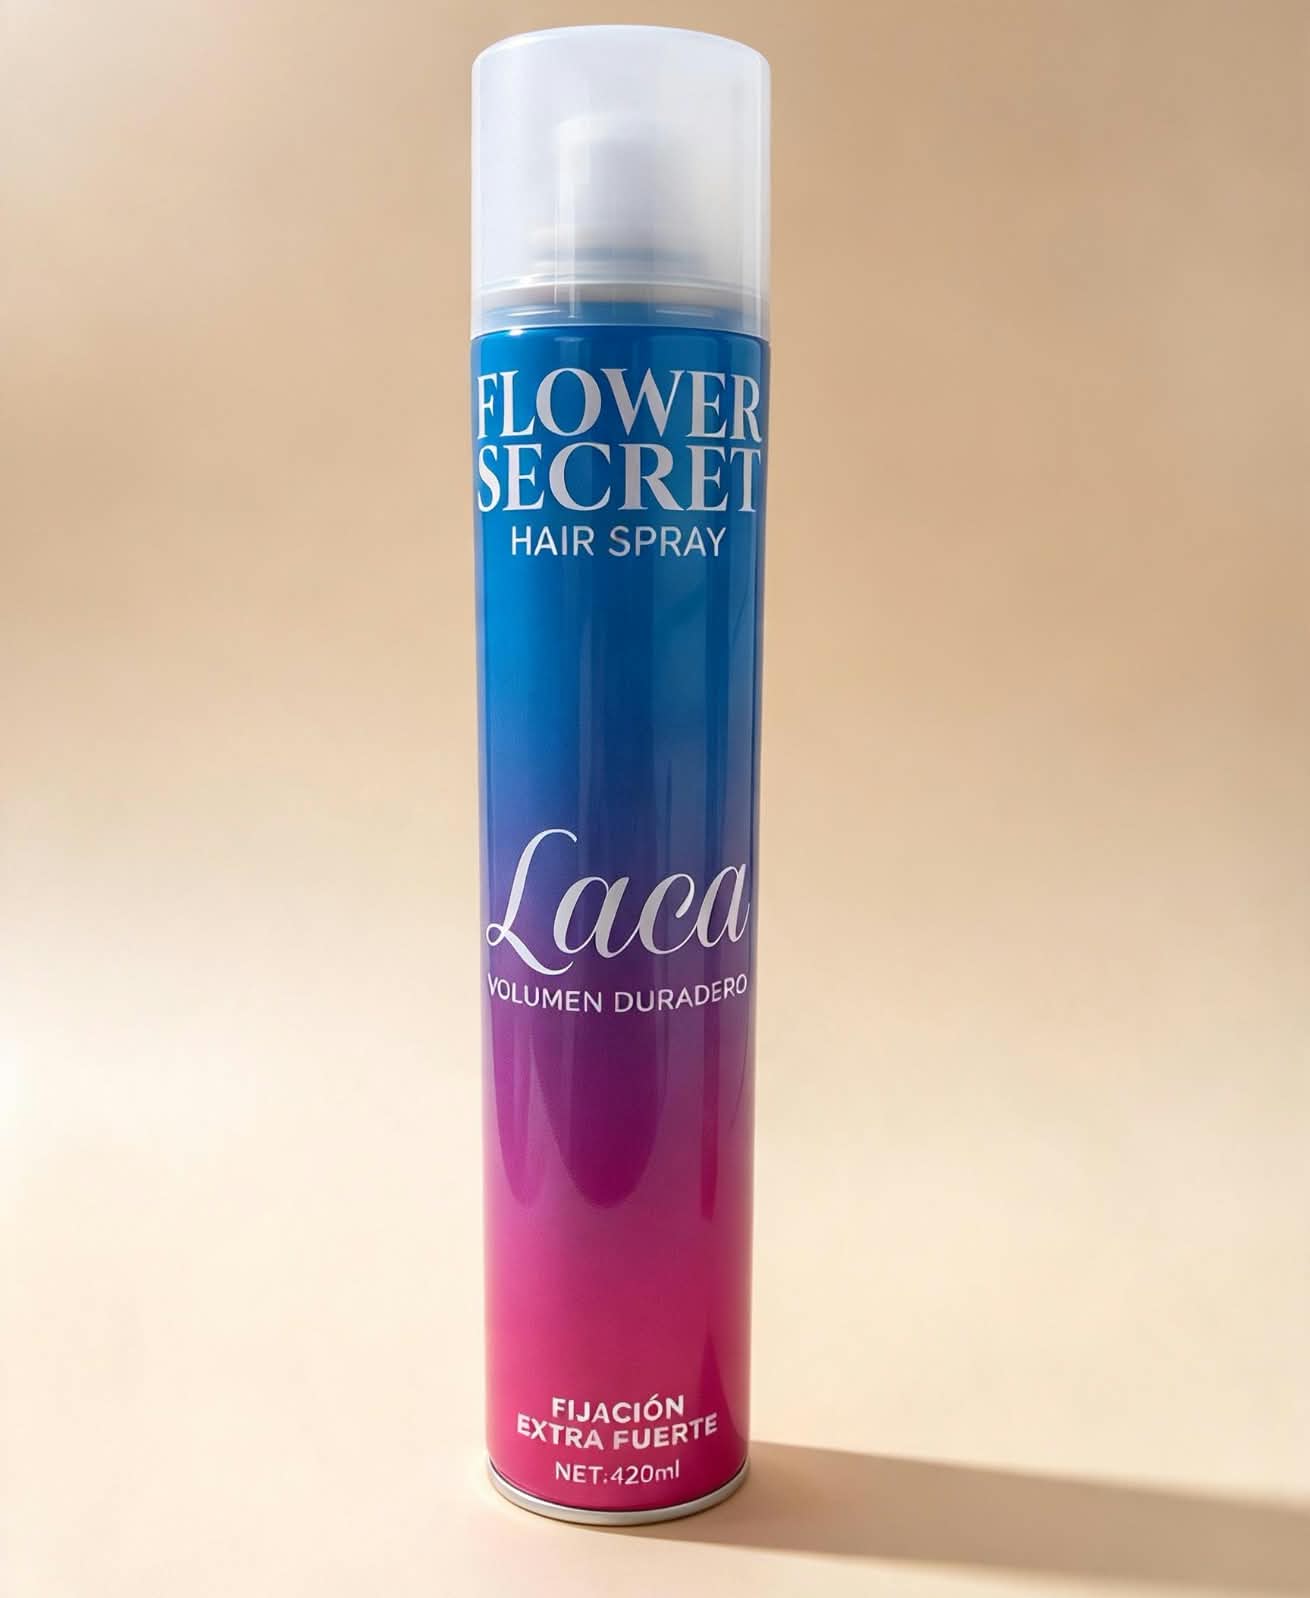 FLOWER
SECRET
HAIR SPRAY
Laca
VOLUMEN DURADERO
FIJACIÓN
EXTRA FUERTE
NET:420ml